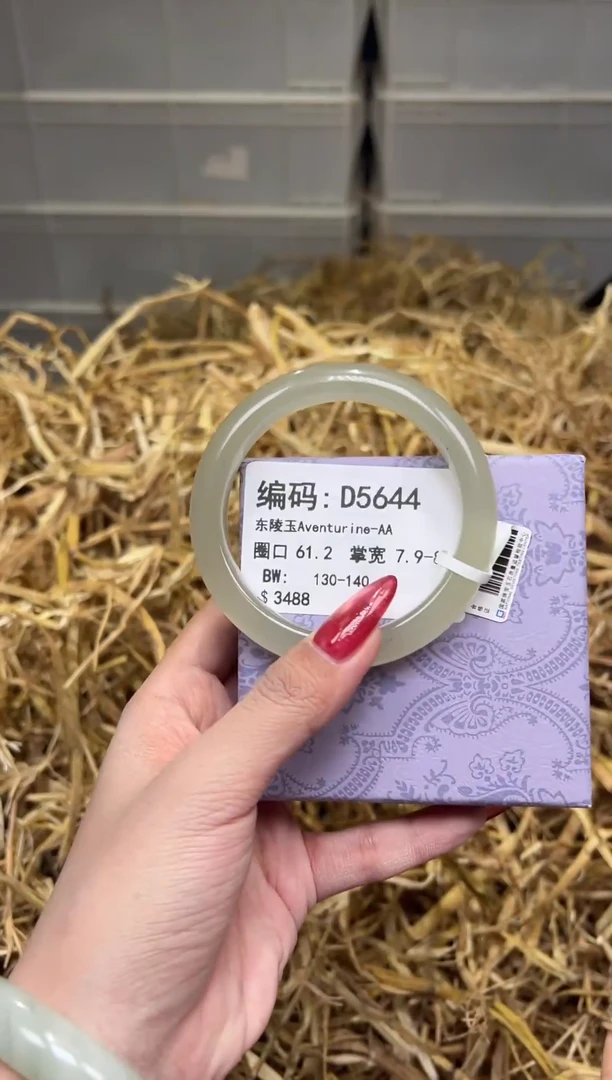 编码: D5644
东陵玉Aventurine-AA
圈口 61.2 掌宽 7.9-8
BW: 130-140
$ 3488